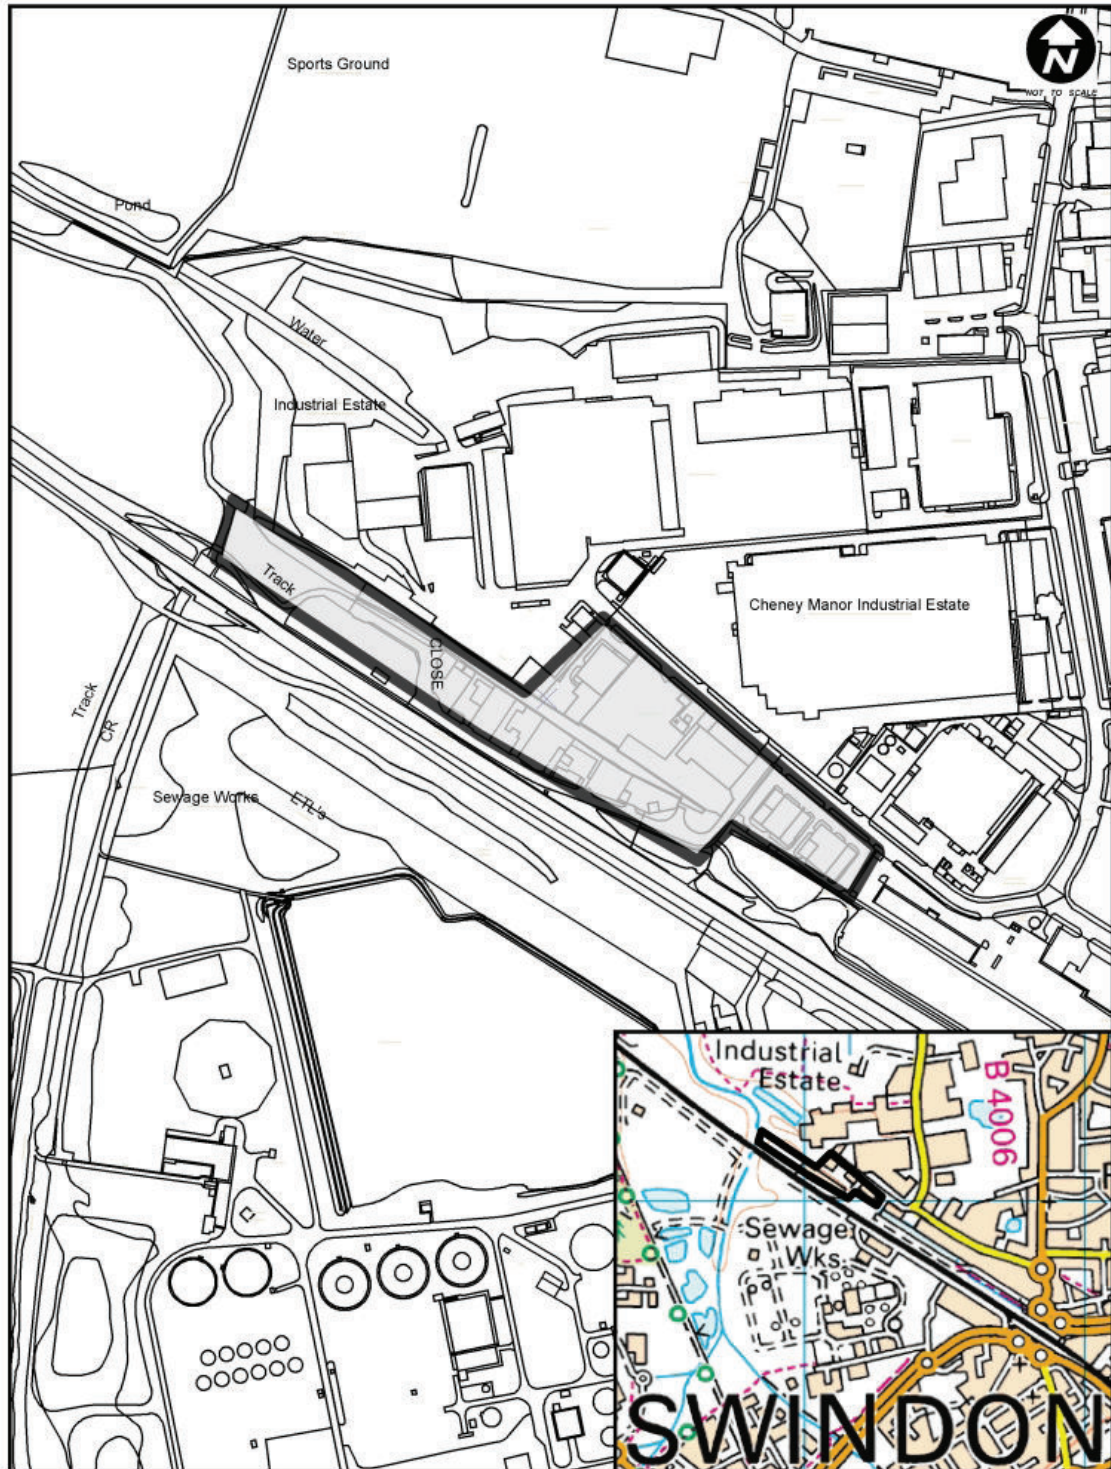 Sports Ground
N
NOT TO SCALE
Pond
Water
Industrial Estate
Track
CLOSE
Cheney Manor Industrial Estate
Track
CR
Sewage Works
ETL's
Industrial
Estate
B 4006
Sewage
Wks
SWINDON